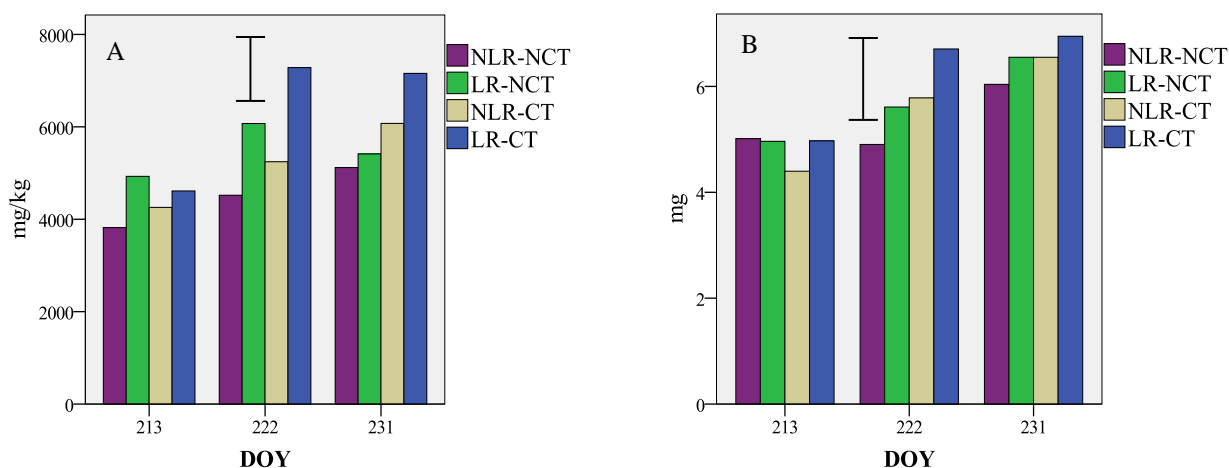 A
8000
6000
4000
2000
0
mg/kg
213 222 231
DOY
NLR-NCT
LR-NCT
NLR-CT
LR-CT
B
6
4
2
0
mg
213 222 231
DOY
NLR-NCT
LR-NCT
NLR-CT
LR-CT